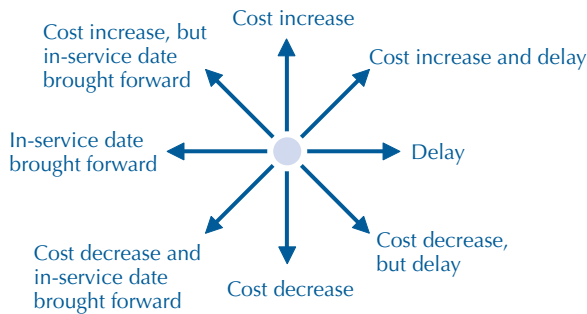 Cost increase
Cost increase, but
in-service date
brought forward
Cost increase and delay
In-service date
brought forward
Delay
Cost decrease,
but delay
Cost decrease and
in-service date
brought forward
Cost decrease